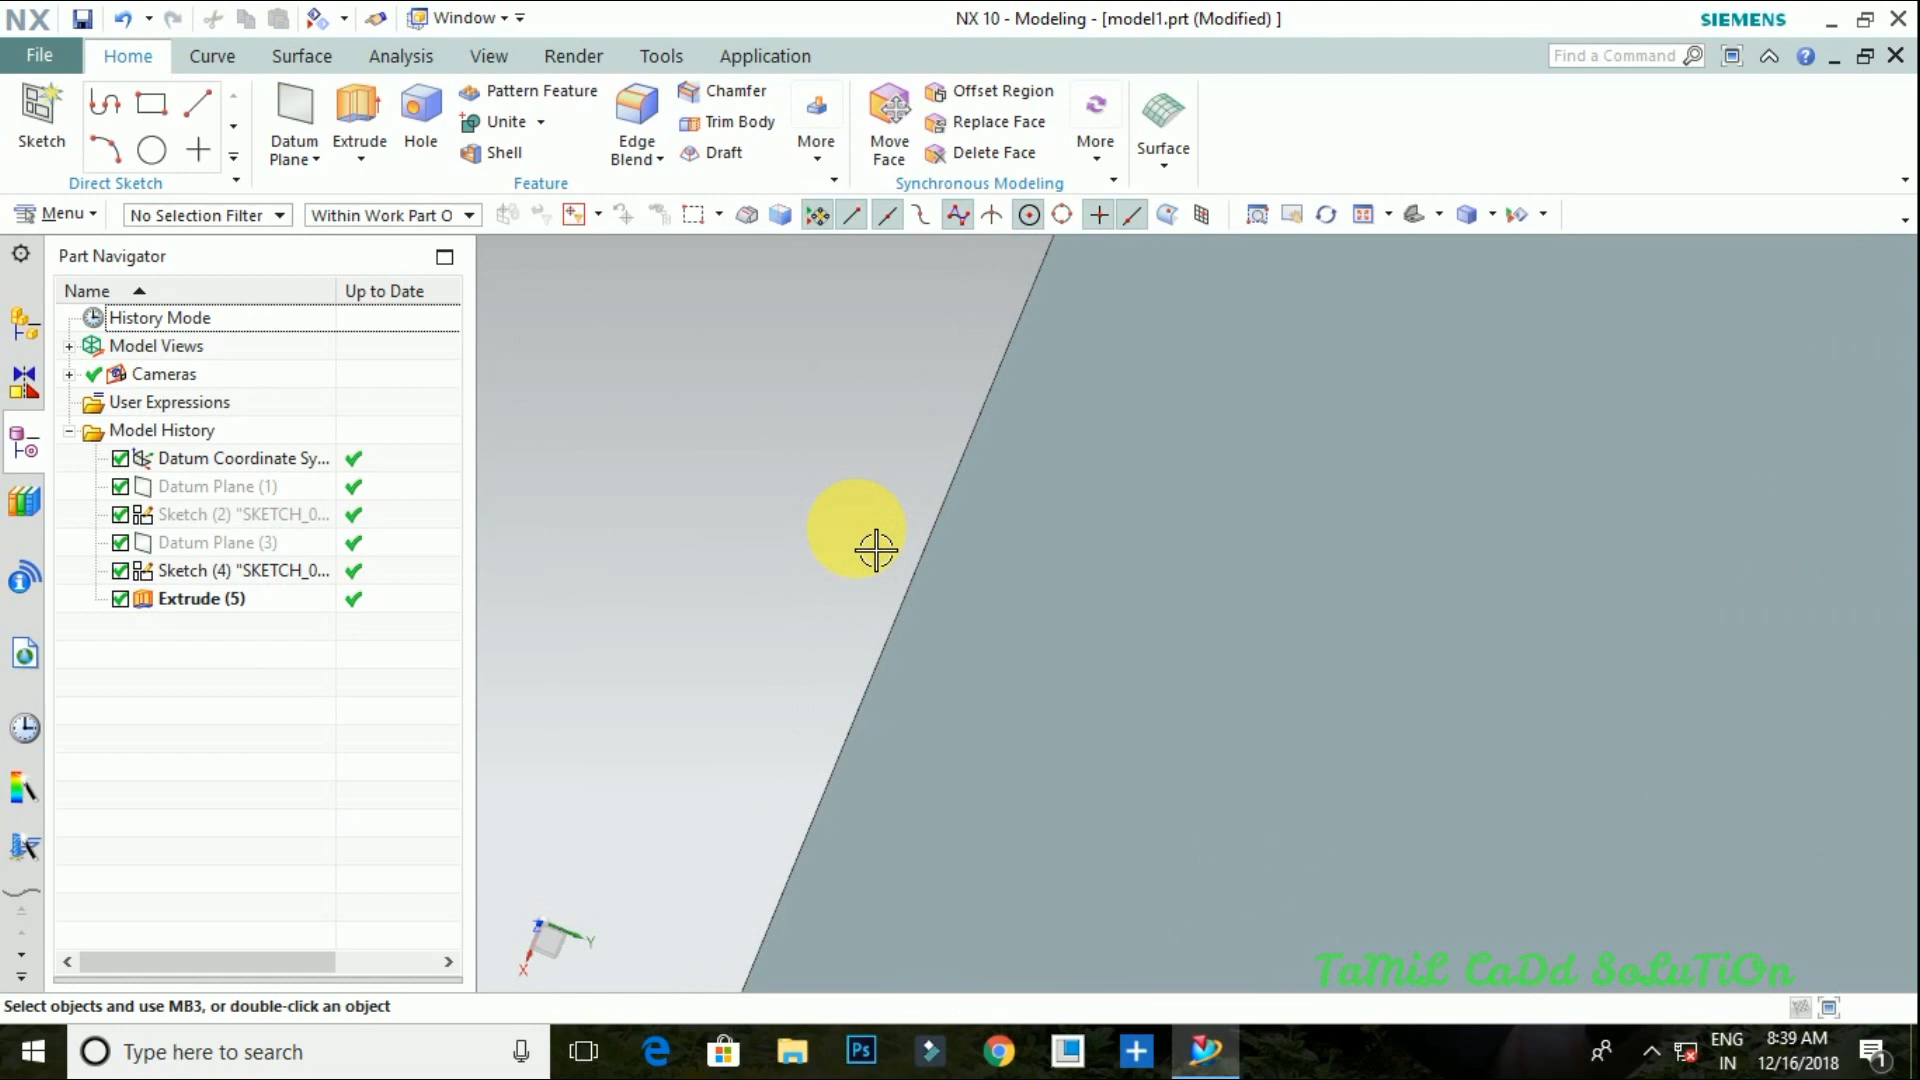 NX
Window
NX 10 - Modeling - [model1.prt (Modified) ]
SIEMENS
File
Home
Curve
Surface
Analysis
View
Render
Tools
Application
Find a Command
Sketch
Direct Sketch
Datum
Plane
Extrude
Hole
Pattern Feature
Unite
Shell
Edge
Blend
Chamfer
Trim Body
Draft
More
Feature
Move
Face
Offset Region
Replace Face
Delete Face
More
Synchronous Modeling
Surface
Menu
No Selection Filter
Within Work Part O
Part Navigator
Name
Up to Date
History Mode
Model Views
Cameras
User Expressions
Model History
Datum Coordinate Sy...
Datum Plane (1)
Sketch (2) "SKETCH_0...
Datum Plane (3)
Sketch (4) "SKETCH_0...
Extrude (5)
Z
Y
X
TaMiL CaDd SoLuTiOn
Select objects and use MB3, or double-click an object
Type here to search
Ps
ENG
IN
8:39 AM
12/16/2018
1